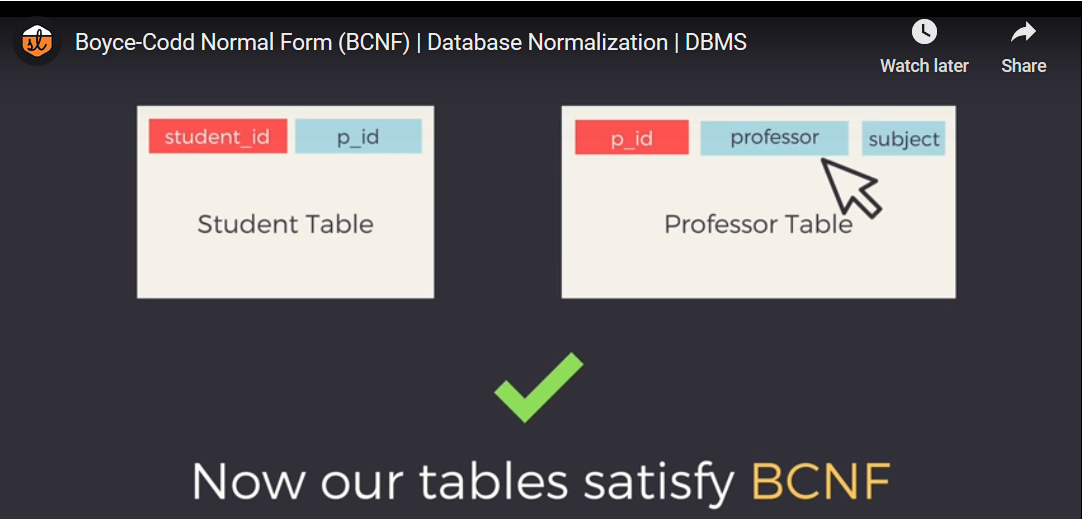 sl
Boyce-Codd Normal Form (BCNF) | Database Normalization | DBMS
Watch later
Share
student_id p_id
Student Table
p_id professor subject
Professor Table
Now our tables satisfy BCNF